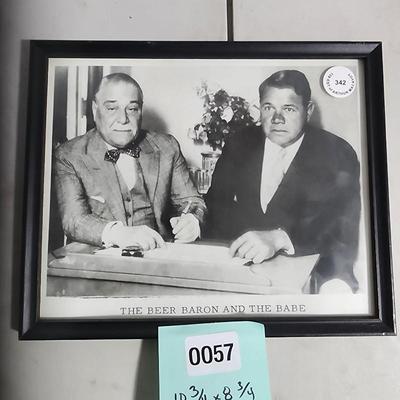 342
THE BEER BARON AND THE BABE
0057
10 3/4 x 8 3/4